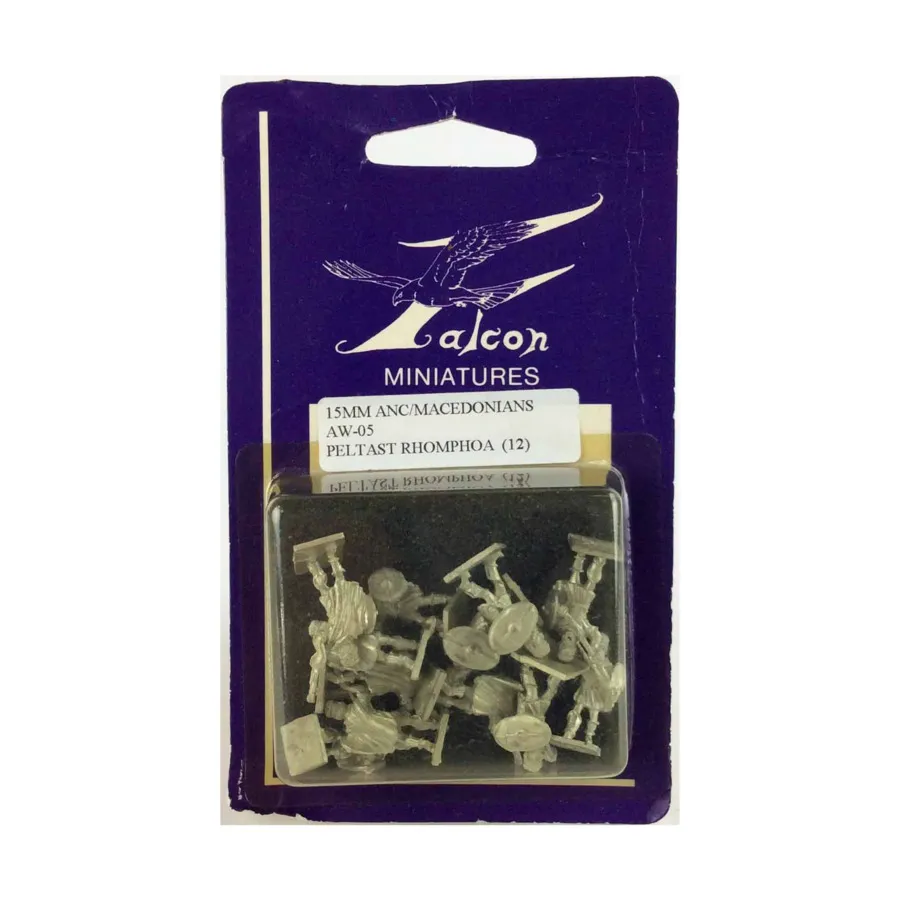 Falcon
MINIATURES
15MM ANC/MACEDONIANS
AW-05
PELTAST RHOMPHOA (12)